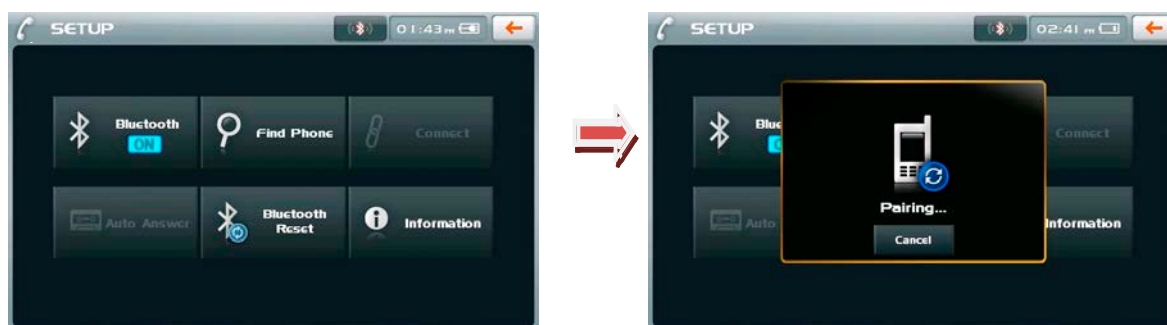 SETUP
01:43
Bluetooth
ON
Find Phone
Connect
Auto Answer
Bluetooth
Reset
Information
SETUP
02:41
Blue
Connect
Pairing...
Cancel
Auto
Information